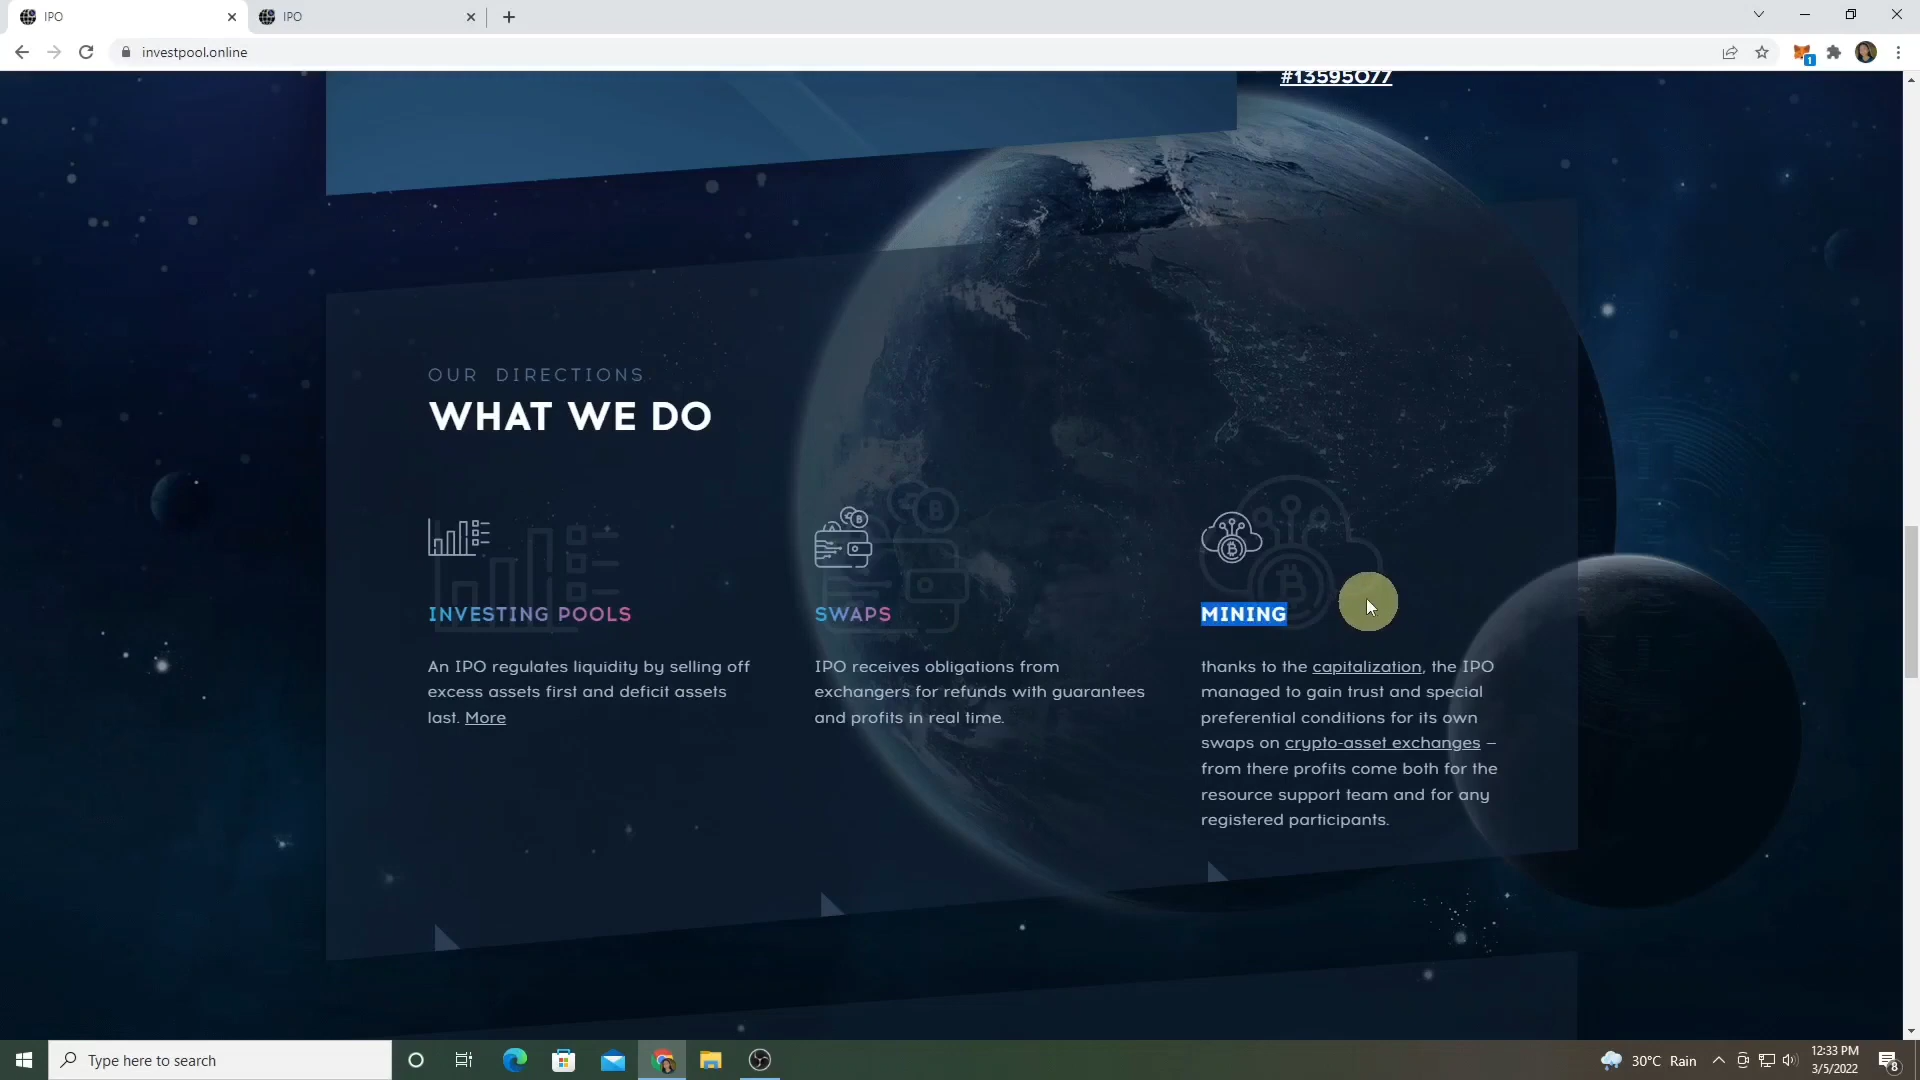 IPO
IPO
investpool.online
1
#13595077
OUR DIRECTIONS
WHAT WE DO
INVESTING POOLS
An IPO regulates liquidity by selling off
excess assets first and deficit assets
last. More
SWAPS
IPO receives obligations from
exchangers for refunds with guarantees
and profits in real time.
MINING
thanks to the capitalization, the IPO
managed to gain trust and special
preferential conditions for its own
swaps on crypto-asset exchanges –
from there profits come both for the
resource support team and for any
registered participants.
Type here to search
30°C Rain
12:33 PM
3/5/2022
8